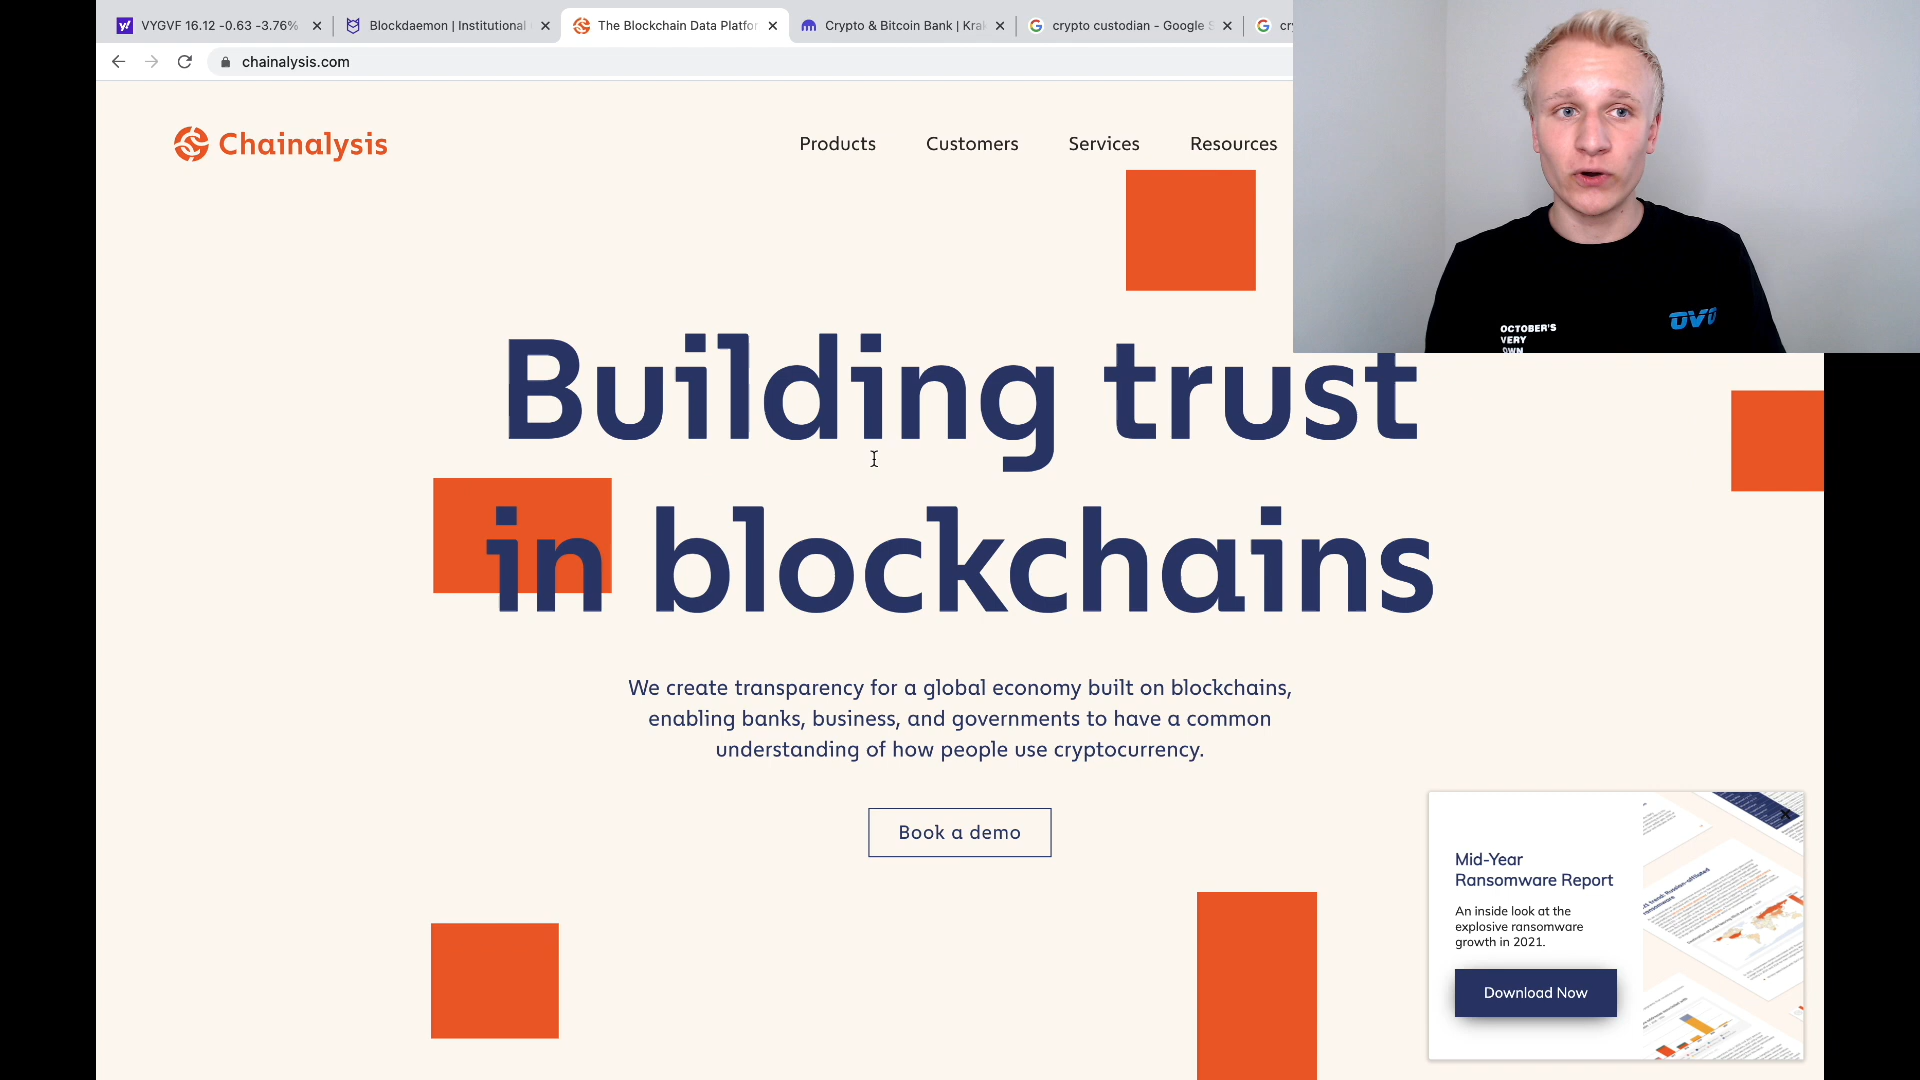 VYGVF 16.12 -0.63 -3.76%
Blockdaemon | Institutional
The Blockchain Data Platfor
Crypto & Bitcoin Bank | Krak
crypto custodian - Google S
cry
chainalysis.com
Chainalysis
Products
Customers
Services
Resources
OCTOBER'S
VERY
OWN
Building trust
in blockchains
We create transparency for a global economy built on blockchains,
enabling banks, business, and governments to have a common
understanding of how people use cryptocurrency.
Book a demo
Mid-Year
Ransomware Report
An inside look at the
explosive ransomware
growth in 2021.
Download Now